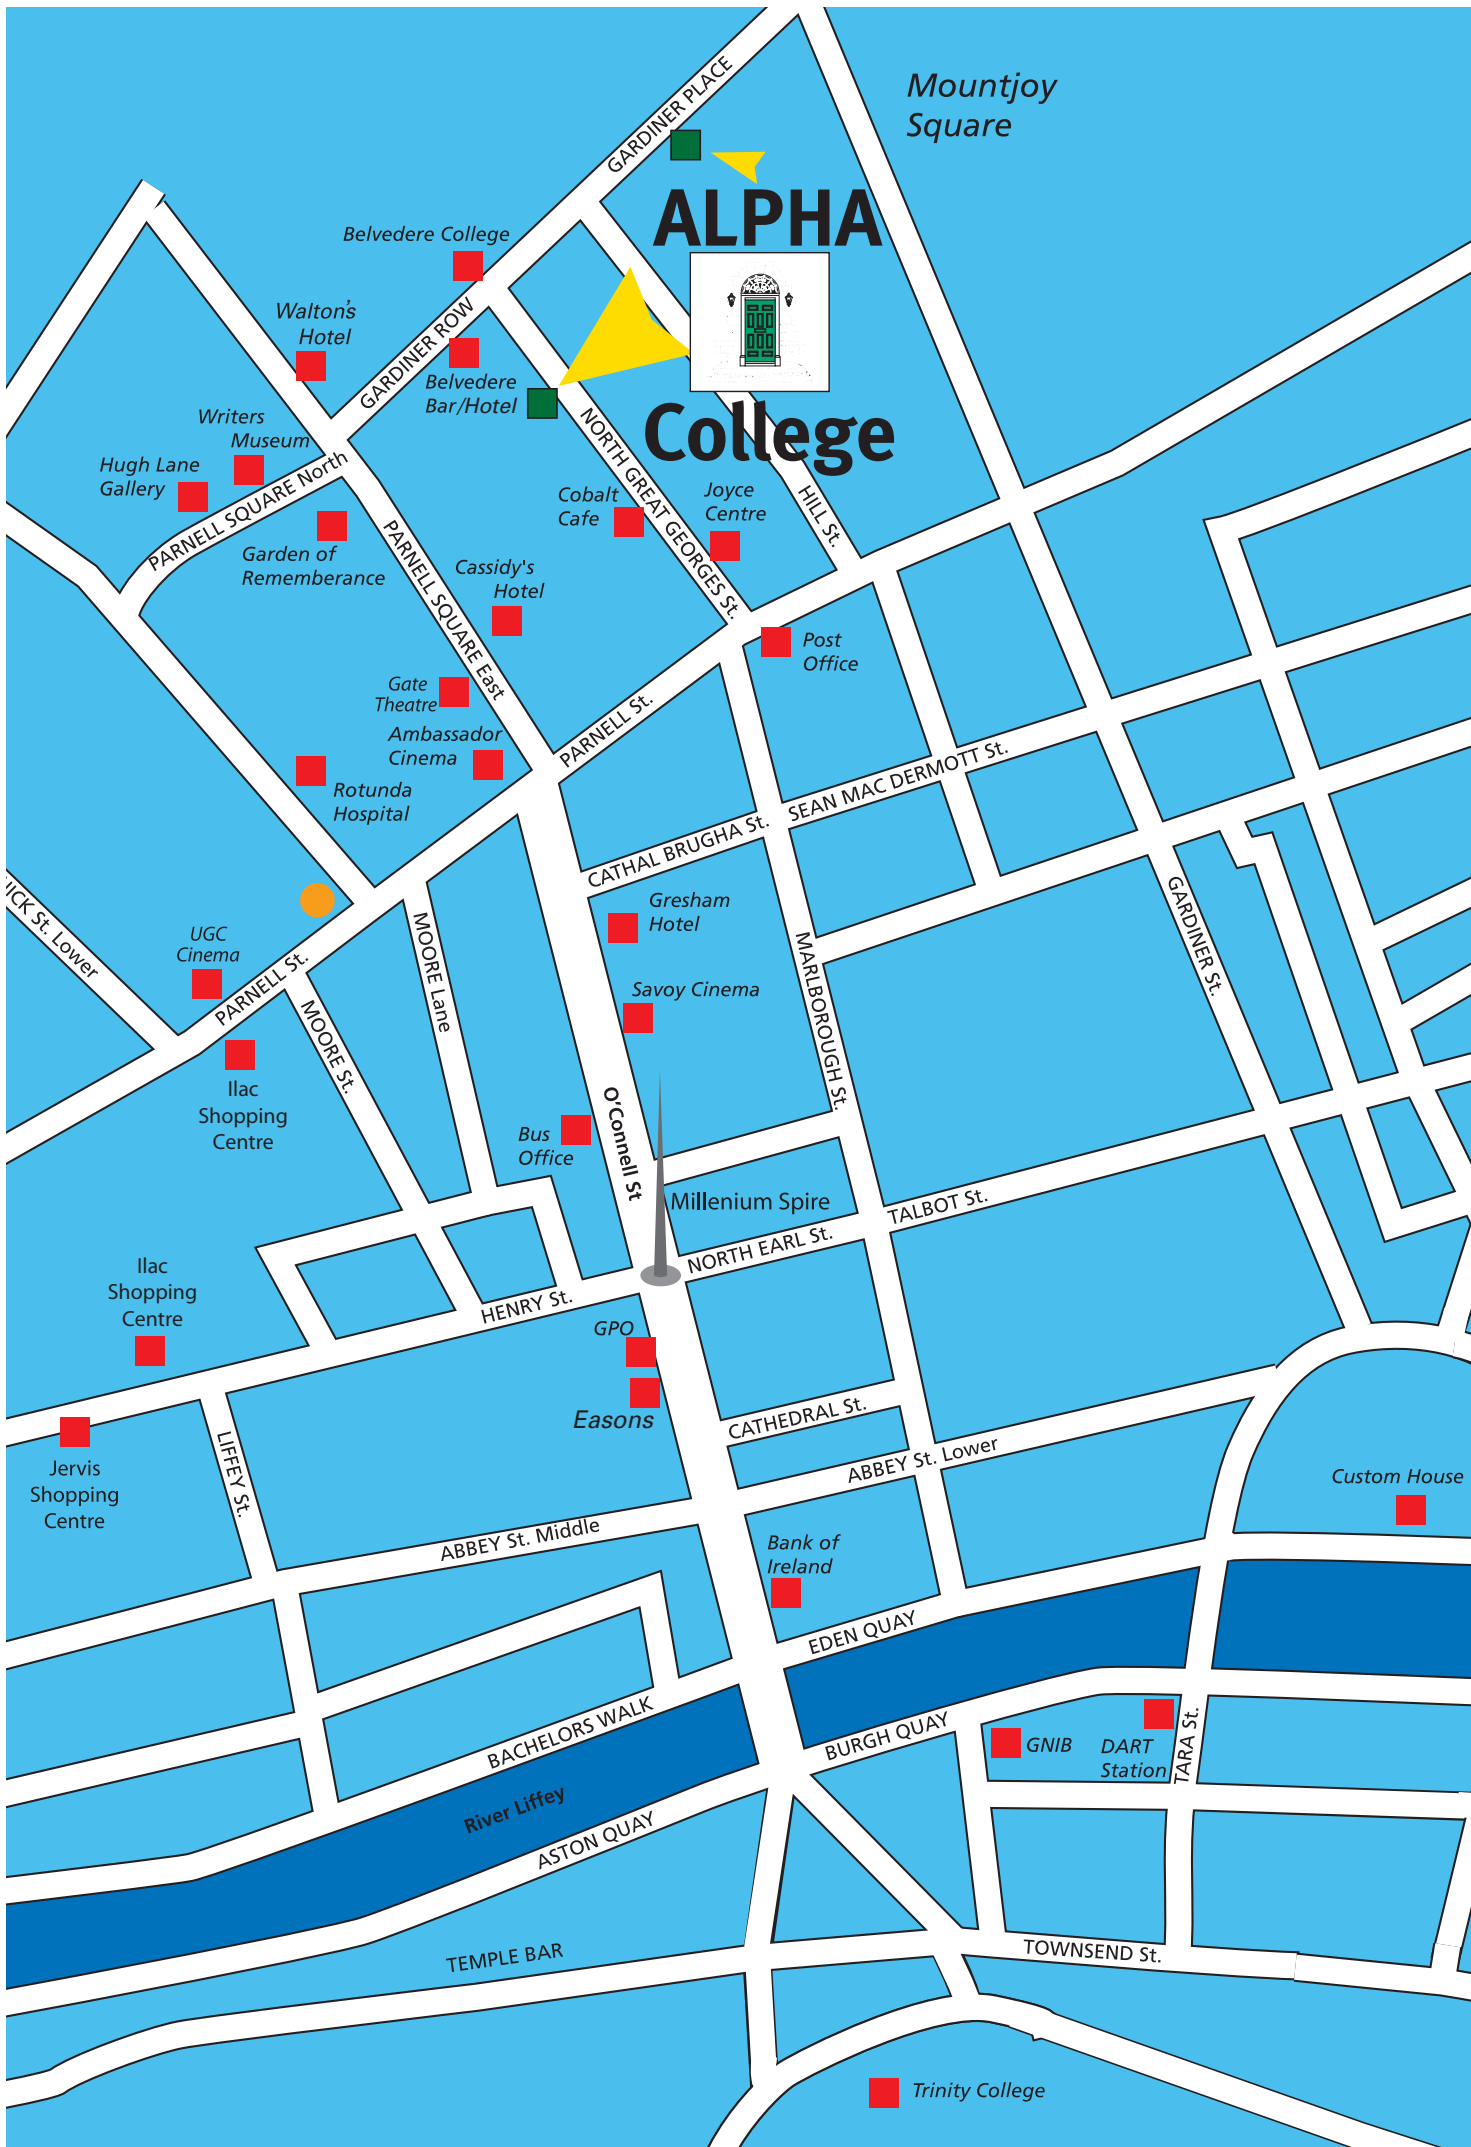 GARDINER PLACE
Mountjoy
Square
ALPHA
College
Belvedere College
Walton's
Hotel
GARDINER ROW
Belvedere
Bar/Hotel
Writers
Museum
Hugh Lane
Gallery
PARNELL SQUARE North
Garden of
Rememberance
NORTH GREAT GEORGES St.
Cobalt
Cafe
Joyce
Centre
HILL St.
PARNELL SQUARE East
Cassidy's
Hotel
Post
Office
Gate
Theatre
Ambassador
Cinema
PARNELL St.
Rotunda
Hospital
SEAN MAC DERMOTT St.
CATHAL BRUGHA St.
Gresham
Hotel
GARDINER St.
ICK St. Lower
UGC
Cinema
PARNELL St.
MOORE Lane
MOORE St.
Savoy Cinema
MARLBOROUGH St.
Ilac
Shopping
Centre
Bus
Office
O'Connell St
Millenium Spire
TALBOT St.
NORTH EARL St.
Ilac
Shopping
Centre
HENRY St.
GPO
Easons
CATHEDRAL St.
ABBEY St. Lower
Jervis
Shopping
Centre
LIFFEY St.
ABBEY St. Middle
Custom House
Bank of
Ireland
EDEN QUAY
BACHELORS WALK
BURGH QUAY
GNIB
DART
Station
TARA St.
River Liffey
ASTON QUAY
TEMPLE BAR
TOWNSEND St.
Trinity College